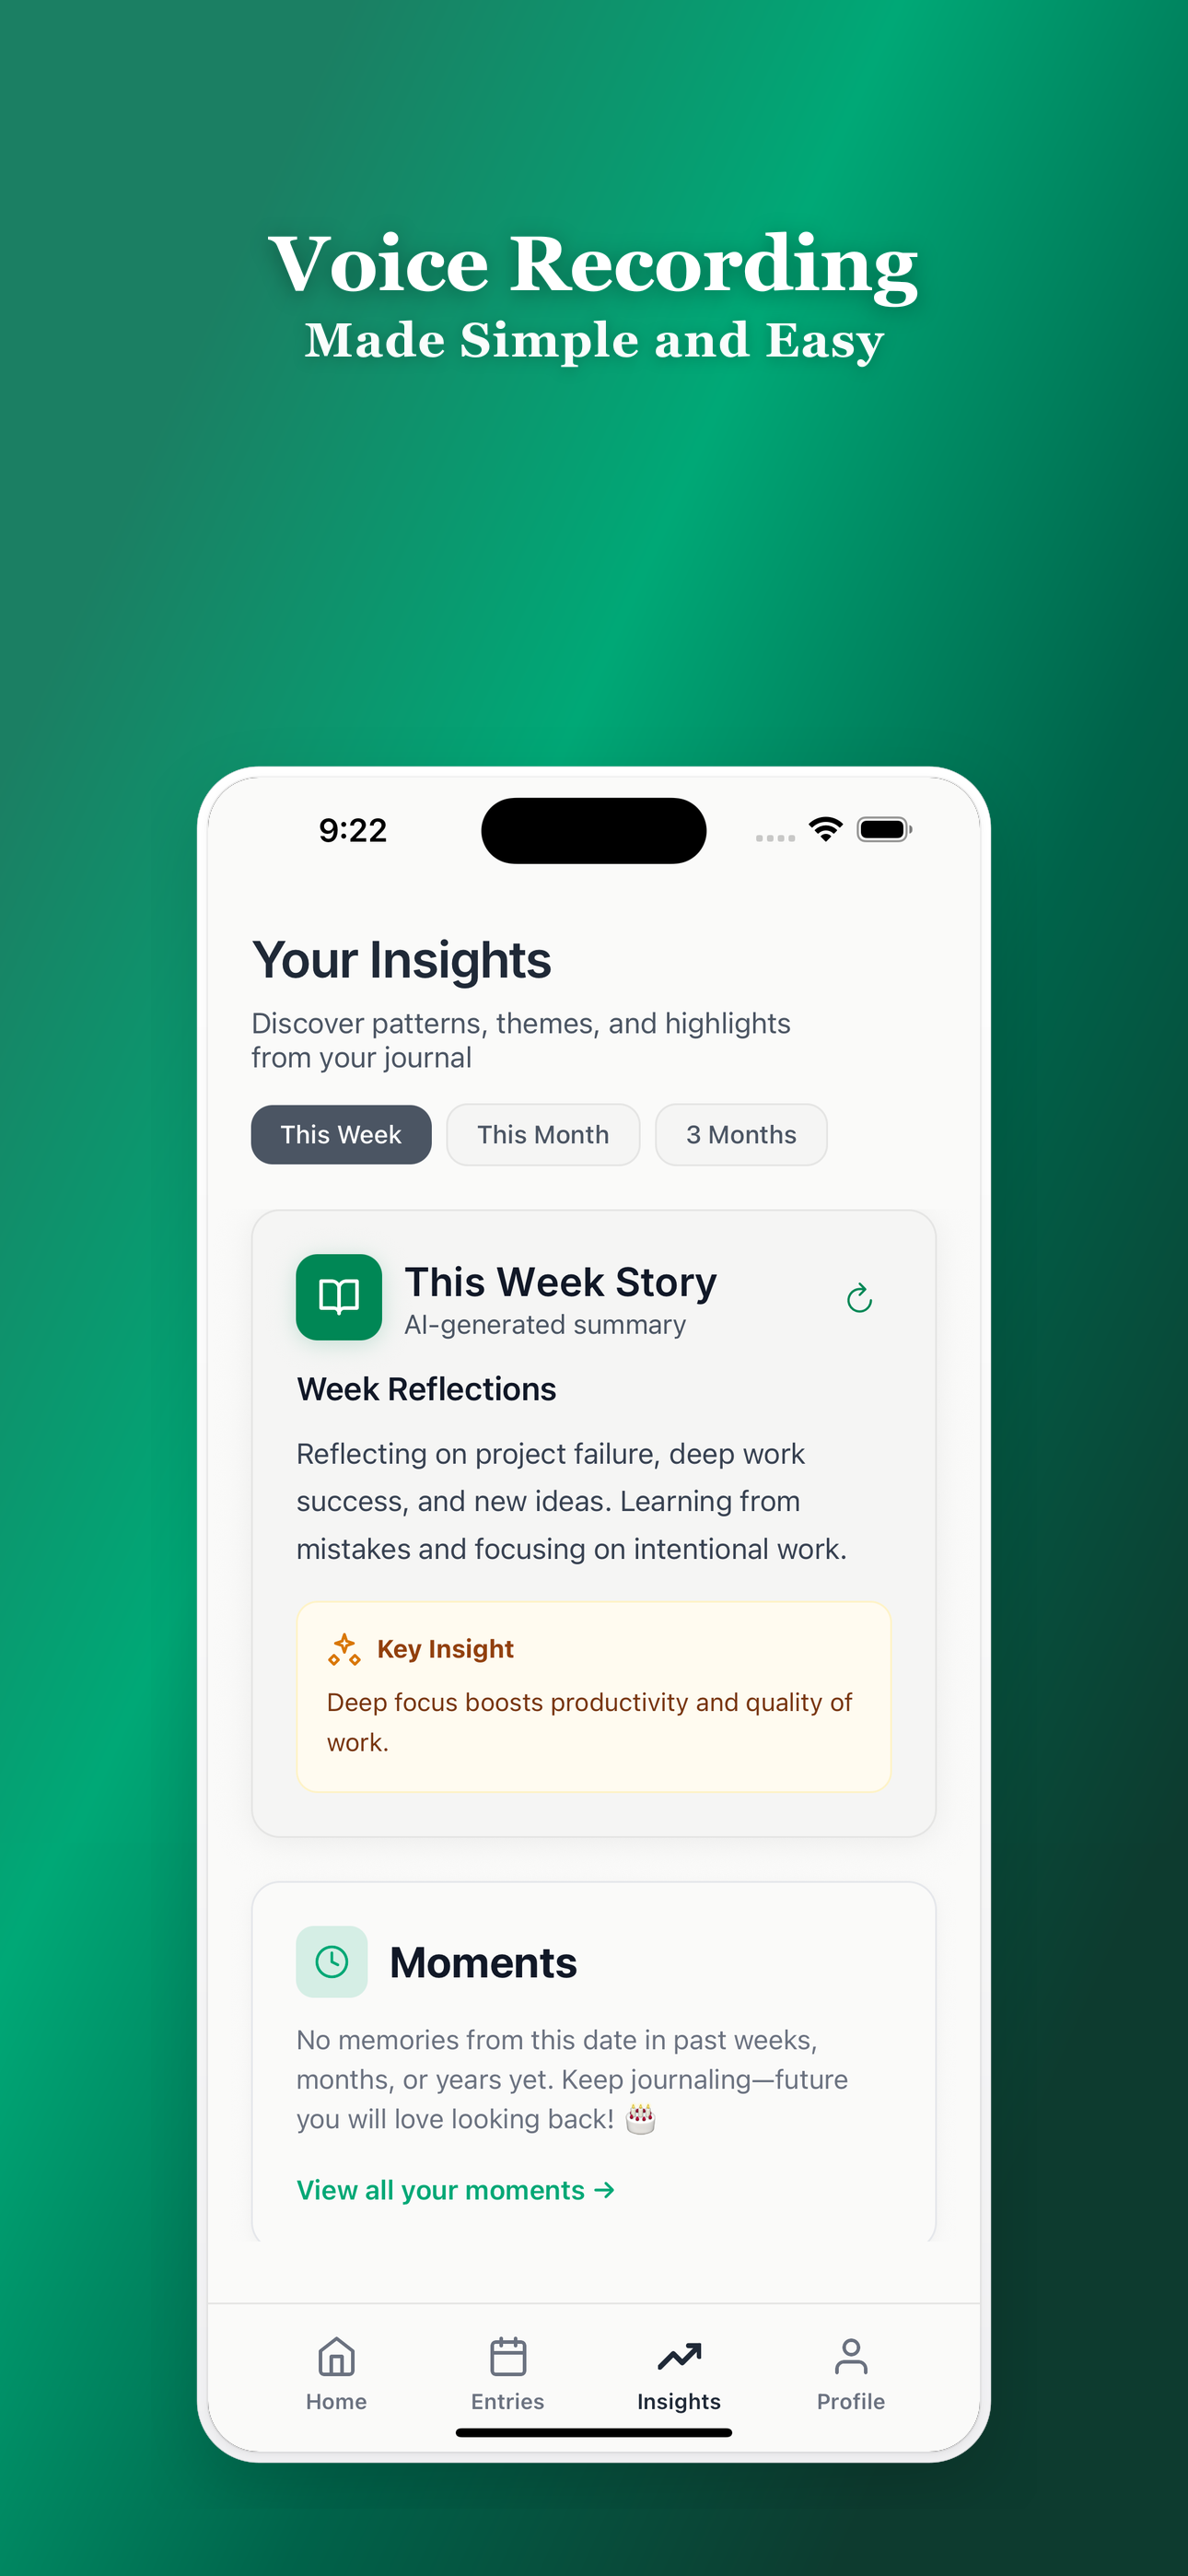 Voice Recording
Made Simple and Easy
9:22
Your Insights
Discover patterns, themes, and highlights
from your journal
This Week
This Month
3 Months
This Week Story
AI-generated summary
Week Reflections
Reflecting on project failure, deep work
success, and new ideas. Learning from
mistakes and focusing on intentional work.
Key Insight
Deep focus boosts productivity and quality of
work.
Moments
No memories from this date in past weeks,
months, or years yet. Keep journaling—future
you will love looking back! 🎂
View all your moments →
Home
Entries
Insights
Profile